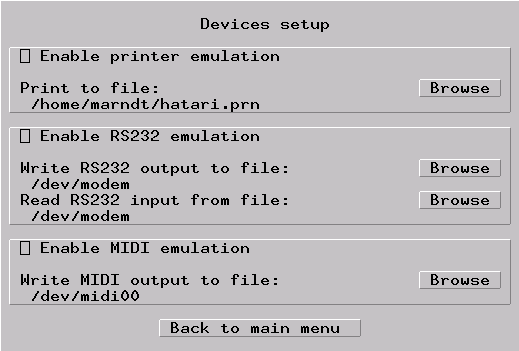 Devices setup
Enable printer emulation
Print to file: Browse
/home/marndt/hatari.prn
Enable RS232 emulation
Write RS232 output to file: Browse
/dev/modem
Read RS232 input from file: Browse
/dev/modem
Enable MIDI emulation
Write MIDI output to file: Browse
/dev/midi00
Back to main menu